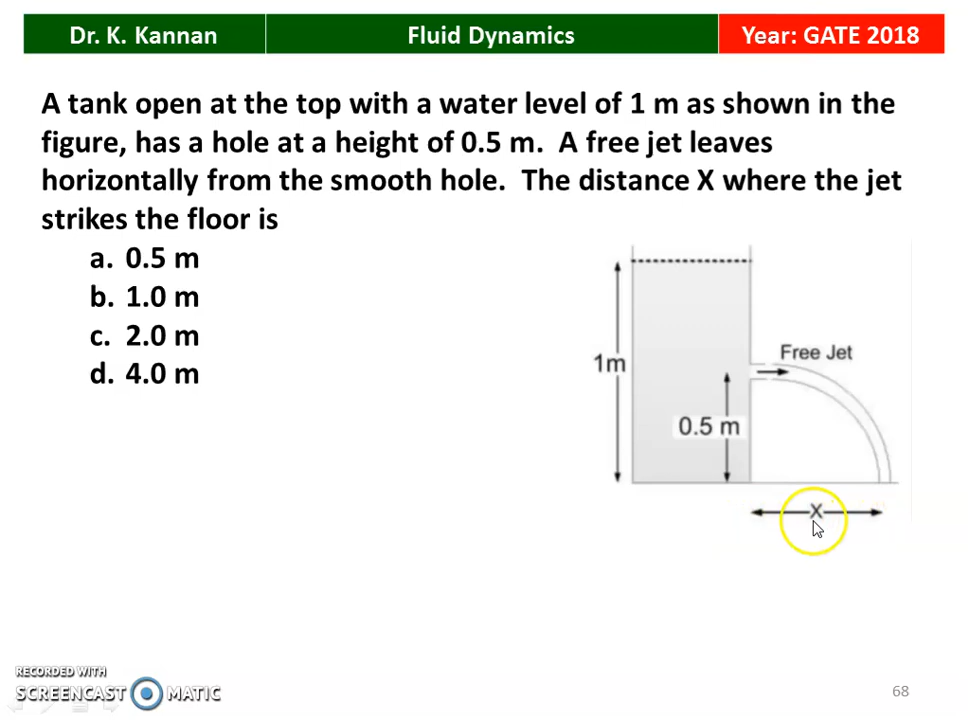 Dr. K. Kannan
Fluid Dynamics
Year: GATE 2018
A tank open at the top with a water level of 1 m as shown in the
figure, has a hole at a height of 0.5 m.  A free jet leaves
horizontally from the smooth hole.  The distance X where the jet
strikes the floor is
a. 0.5 m
b. 1.0 m
c. 2.0 m
d. 4.0 m
Free Jet
1m
0.5 m
X
RECORDED WITH
SCREENCAST MATIC
68